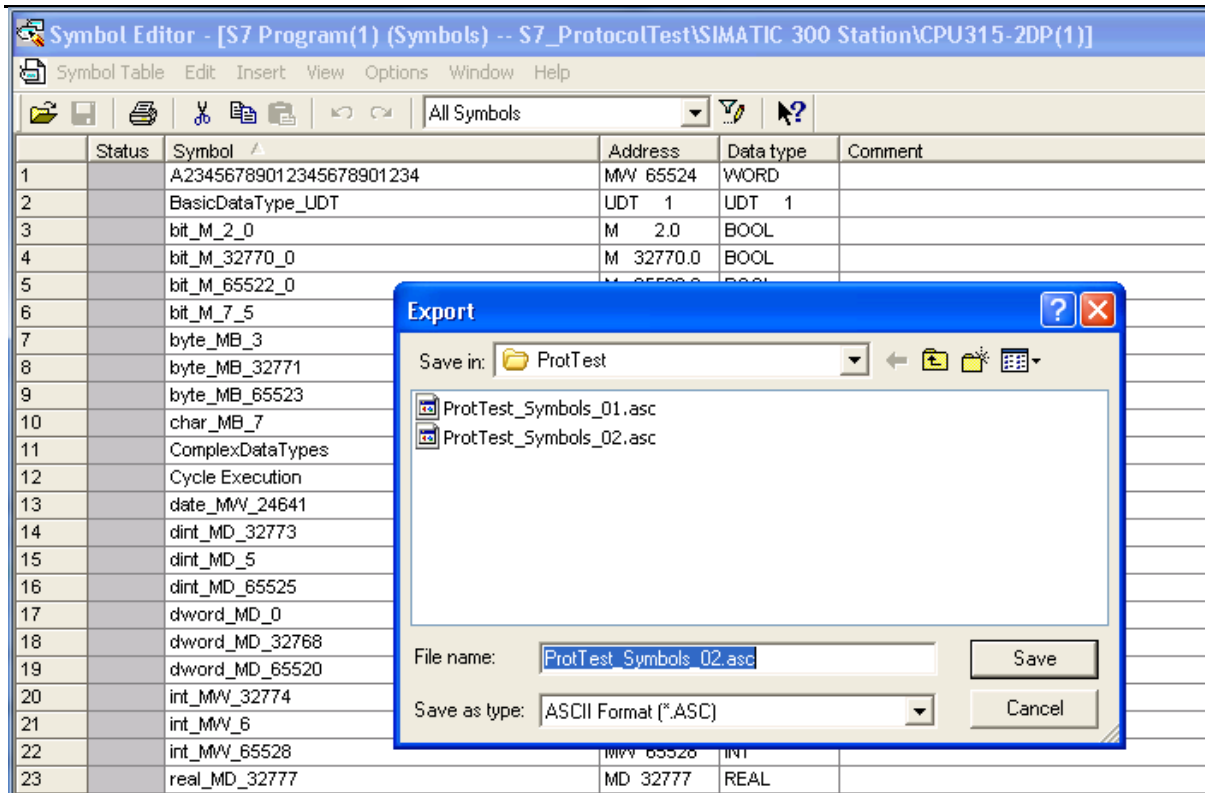 Symbol Editor - [S7 Program(1) (Symbols) -- S7_ProtocolTest\SIMATIC 300 Station\CPU315-2DP(1)]
Symbol Table Edit Insert View Options Window Help
All Symbols
Status Symbol Address Data type Comment
1 A23456789012345678901234 MW 65524 WORD
2 BasicDataType_UDT UDT 1 UDT 1
3 bit_M_2_0 M 2.0 BOOL
4 bit_M_32770_0 M 32770.0 BOOL
5 bit_M_65522_0
6 bit_M_7_5
7 byte_MB_3
8 byte_MB_32771
9 byte_MB_65523
10 char_MB_7
11 ComplexDataTypes
12 Cycle Execution
13 date_MW_24641
14 dint_MD_32773
15 dint_MD_5
16 dint_MD_65525
17 dword_MD_0
18 dword_MD_32768
19 dword_MD_65520
20 int_MW_32774
21 int_MW_6
22 int_MW_65528 MW 65528 INT
23 real_MD_32777 MD 32777 REAL
Export
Save in: ProtTest
ProtTest_Symbols_01.asc
ProtTest_Symbols_02.asc
File name: ProtTest_Symbols_02.asc Save
Save as type: ASCII Format (*.ASC) Cancel